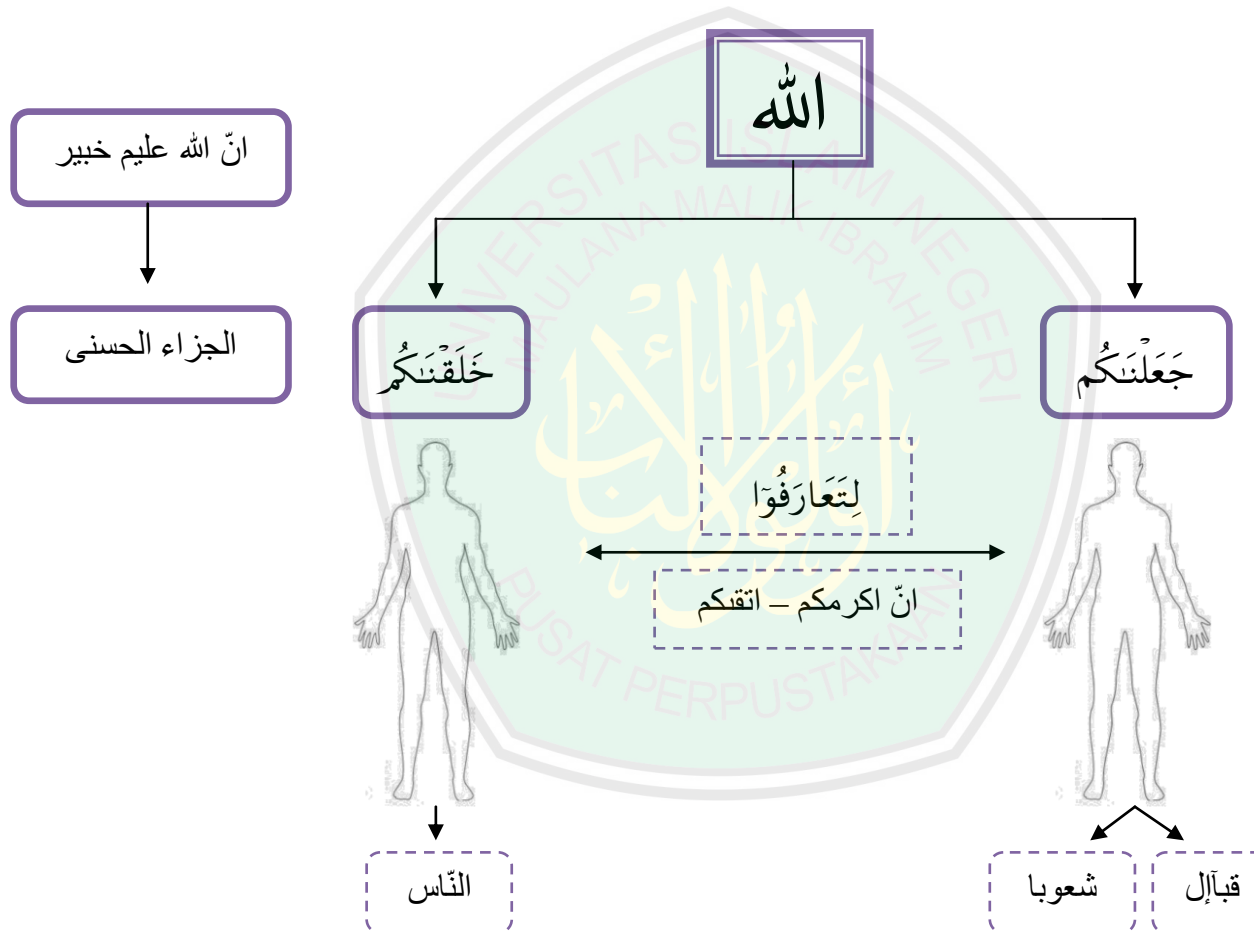 الله
انّ الله عليم خبير
الجزاء الحسنى
خَلَقْنَـٰكُم
جَعَلْنَـٰكُم
لِتَعَارَفُوٓا
انّ اكرمكم – اتقىكم
النّاس
شعوبا
قبآإل
UNIVERSITAS ISLAM NEGERI
MAULANA MALIK IBRAHIM
PUSAT PERPUSTAKAAN